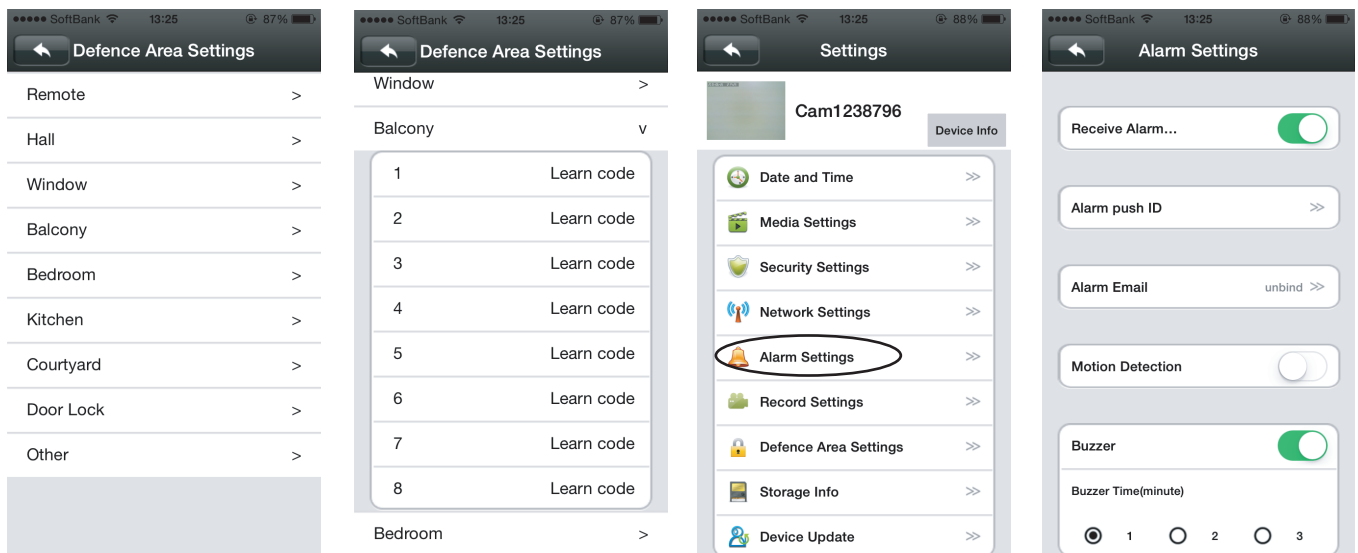 SoftBank 13:25 87%
Defence Area Settings
Remote >
Hall >
Window >
Balcony >
Bedroom >
Kitchen >
Courtyard >
Door Lock >
Other >
SoftBank 13:25 87%
Defence Area Settings
Window >
Balcony v
1 Learn code
2 Learn code
3 Learn code
4 Learn code
5 Learn code
6 Learn code
7 Learn code
8 Learn code
Bedroom >
SoftBank 13:25 88%
Settings
Cam1238796
Device Info
Date and Time >>
Media Settings >>
Security Settings >>
Network Settings >>
Alarm Settings >>
Record Settings >>
Defence Area Settings >>
Storage Info >>
Device Update >>
SoftBank 13:25 88%
Alarm Settings
Receive Alarm...
Alarm push ID >>
Alarm Email unbind >>
Motion Detection
Buzzer
Buzzer Time(minute)
1 2 3